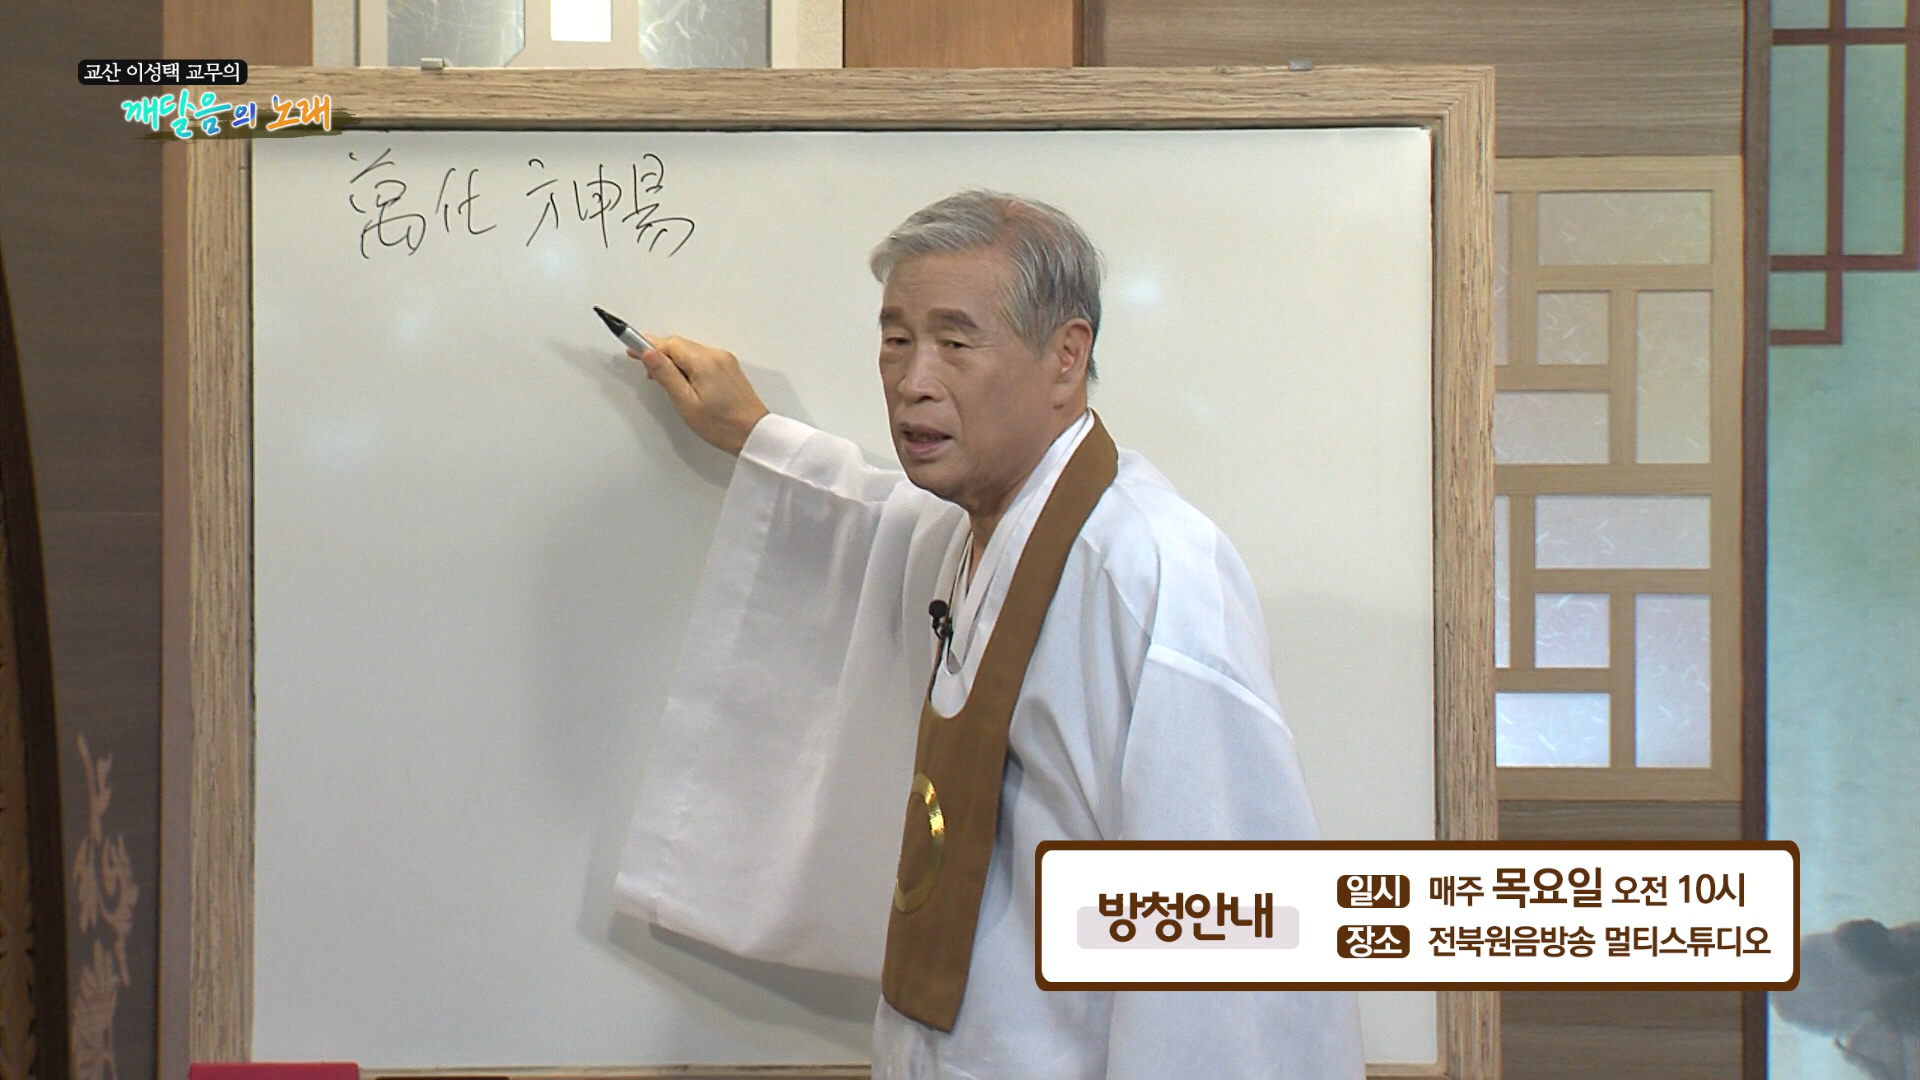 교산 이성택 교무의
깨달음의 노래
萬化 神易
방청안내
일시 매주 목요일 오전 10시
장소 전북원음방송 멀티스튜디오